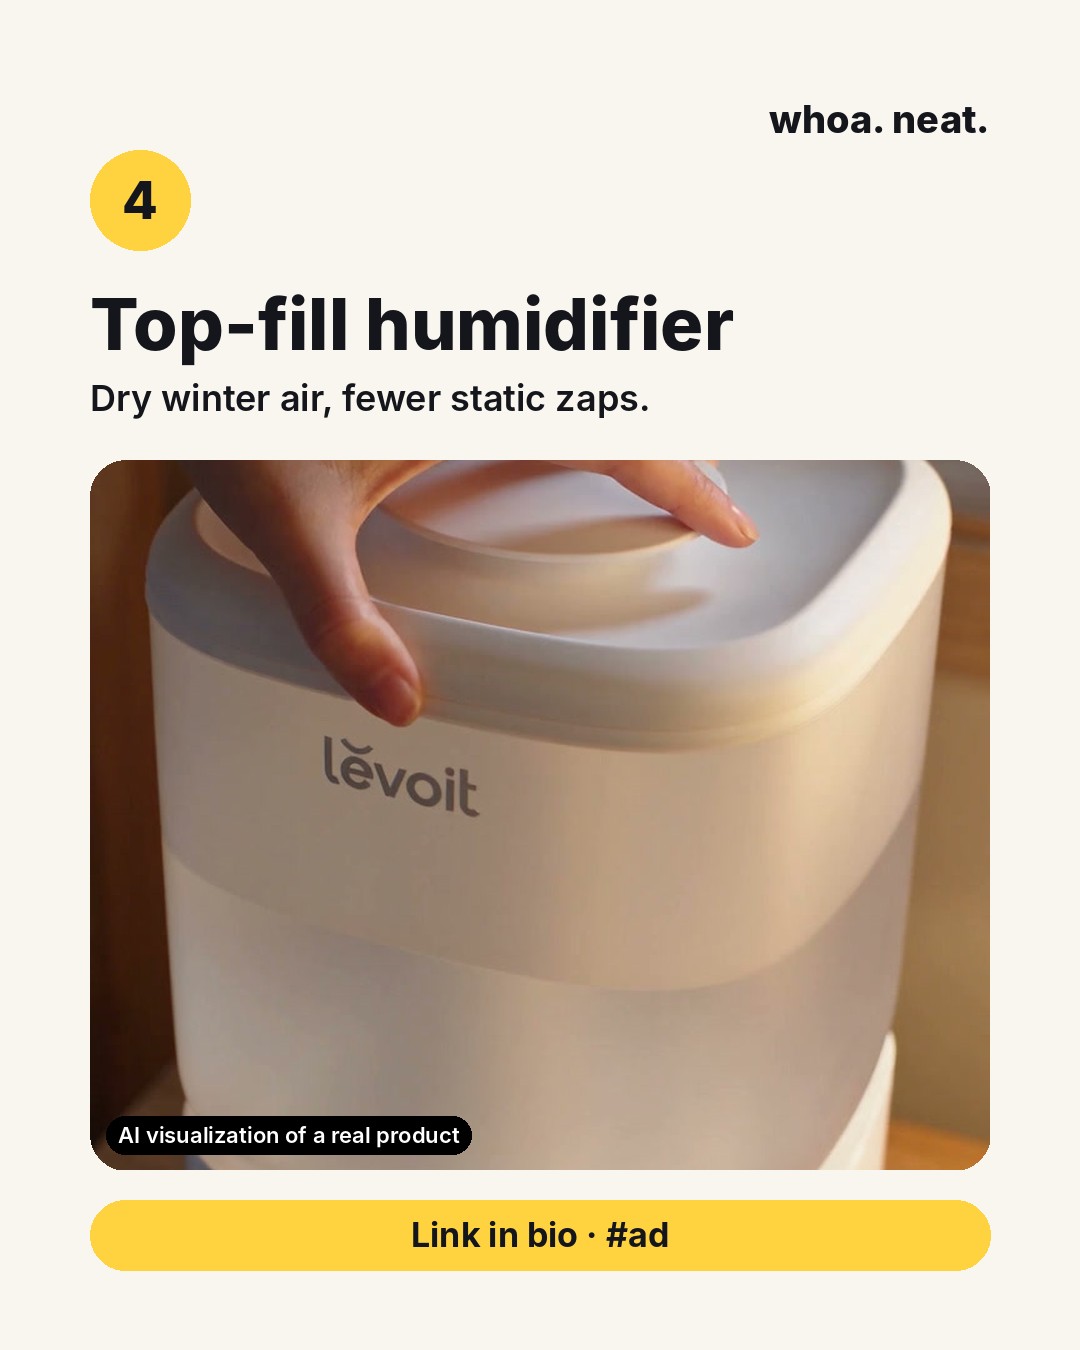 whoa. neat.
4
Top-fill humidifier
Dry winter air, fewer static zaps.
levoit
AI visualization of a real product
Link in bio · #ad